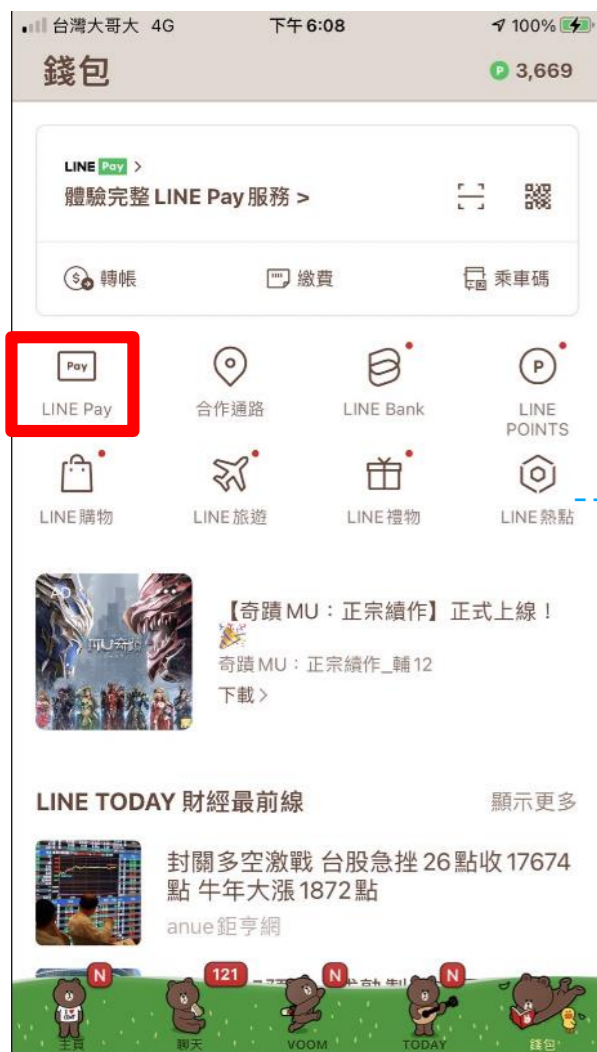 台灣大哥大 4G 下午6:08 100%
錢包 P 3,669
LINE Pay >
體驗完整 LINE Pay 服務 >
轉帳 繳費 乘車碼
Pay P
LINE Pay 合作通路 LINE Bank LINE POINTS
LINE購物 LINE旅遊 LINE禮物 LINE熱點
AD
【奇蹟MU：正宗續作】正式上線！
奇蹟MU：正宗續作_輔12
下載>
LINE TODAY 財經最前線 顯示更多
封關多空激戰 台股急挫26點收17674
點 牛年大漲1872點
anue鉅亨網
N 121 N N
主頁 聊天 VOOM TODAY 錢包